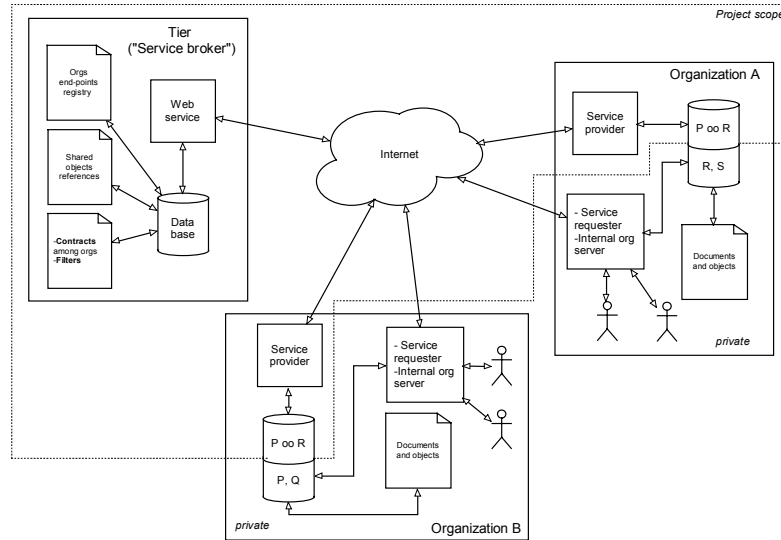 Project scope
Tier
("Service broker")
Orgs
end-points
registry
Web
service
Shared
objects
references
-Contracts
among orgs
-Filters
Data
base
Internet
Organization A
Service
provider
P oo R
R, S
- Service
requester
-Internal org
server
Documents
and objects
private
Service
provider
- Service
requester
-Internal org
server
P oo R
P, Q
Documents
and objects
private
Organization B